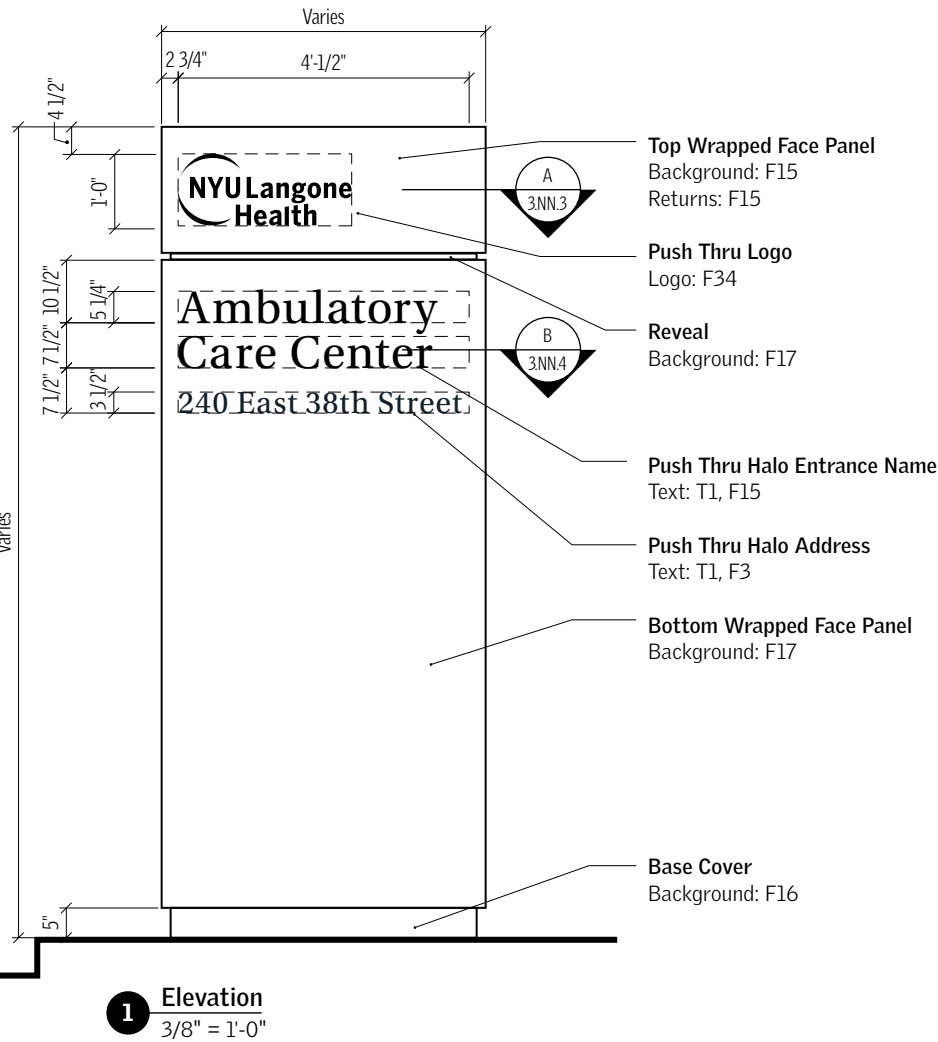 Varies
2 3/4"
4'-1/2"
4 1/2"
1'-0"
NYU Langone
Health
A
3.NN.3
Top Wrapped Face Panel
Background: F15
Returns: F15
Push Thru Logo
Logo: F34
Reveal
Background: F17
10 1/2"
5 1/4"
7 1/2"
7 1/2"
3 1/2"
Ambulatory
Care Center
240 East 38th Street
B
3.NN.4
Push Thru Halo Entrance Name
Text: T1, F15
Push Thru Halo Address
Text: T1, F3
Varies
Bottom Wrapped Face Panel
Background: F17
Base Cover
Background: F16
5"
1
Elevation
3/8" = 1'-0"